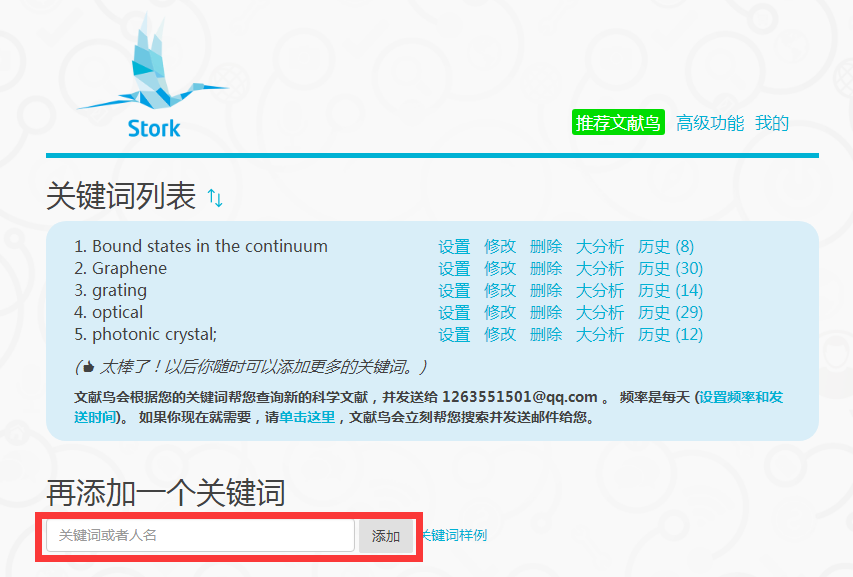 Stork
推荐文献鸟 高级功能 我的
关键词列表
1. Bound states in the continuum 设置 修改 删除 大分析 历史 (8)
2. Graphene 设置 修改 删除 大分析 历史 (30)
3. grating 设置 修改 删除 大分析 历史 (14)
4. optical 设置 修改 删除 大分析 历史 (29)
5. photonic crystal; 设置 修改 删除 大分析 历史 (12)
( 太棒了！以后你随时可以添加更多的关键词。)
文献鸟会根据您的关键词帮您查询新的科学文献，并发送给 1263551501@qq.com 。 频率是每天 (设置频率和发
送时间)。 如果你现在就需要，请单击这里，文献鸟会立刻帮您搜索并发送邮件给您。
再添加一个关键词
关键词或者人名 添加 关键词样例